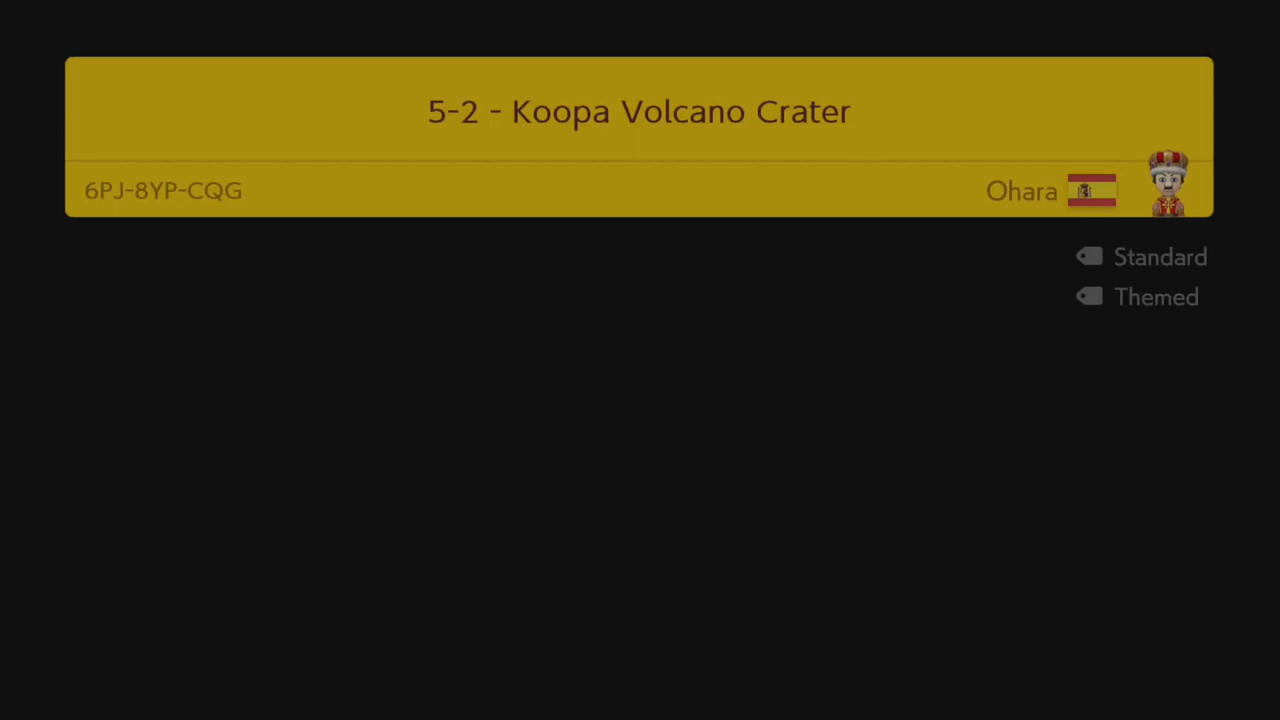 5-2 - Koopa Volcano Crater
6PJ-8YP-CQG
Ohara
Standard
Themed